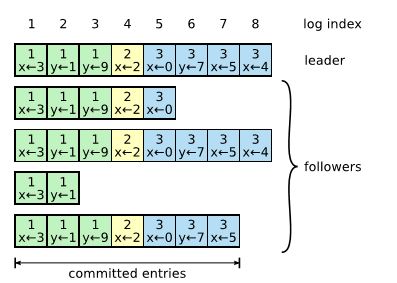 1 2 3 4 5 6 7 8 log index
1 1 1 2 3 3 3 3
x←3 y←1 y←9 x←2 x←0 y←7 x←5 x←4
leader
1 1 1 2 3
x←3 y←1 y←9 x←2 x←0
1 1 1 2 3 3 3 3
x←3 y←1 y←9 x←2 x←0 y←7 x←5 x←4
1 1
x←3 y←1
1 1 1 2 3 3 3
x←3 y←1 y←9 x←2 x←0 y←7 x←5
followers
committed entries